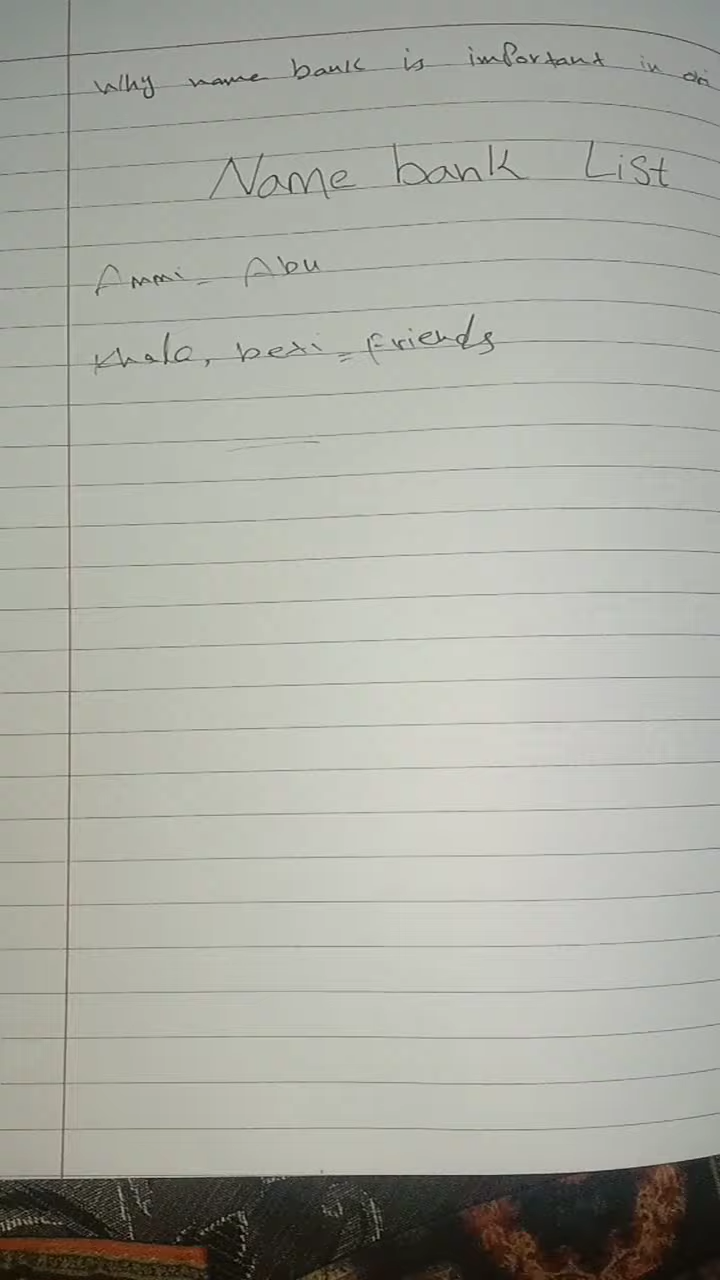 Why name bank is important in
Name bank List
Ammi - Abu
Khala, beti = friends